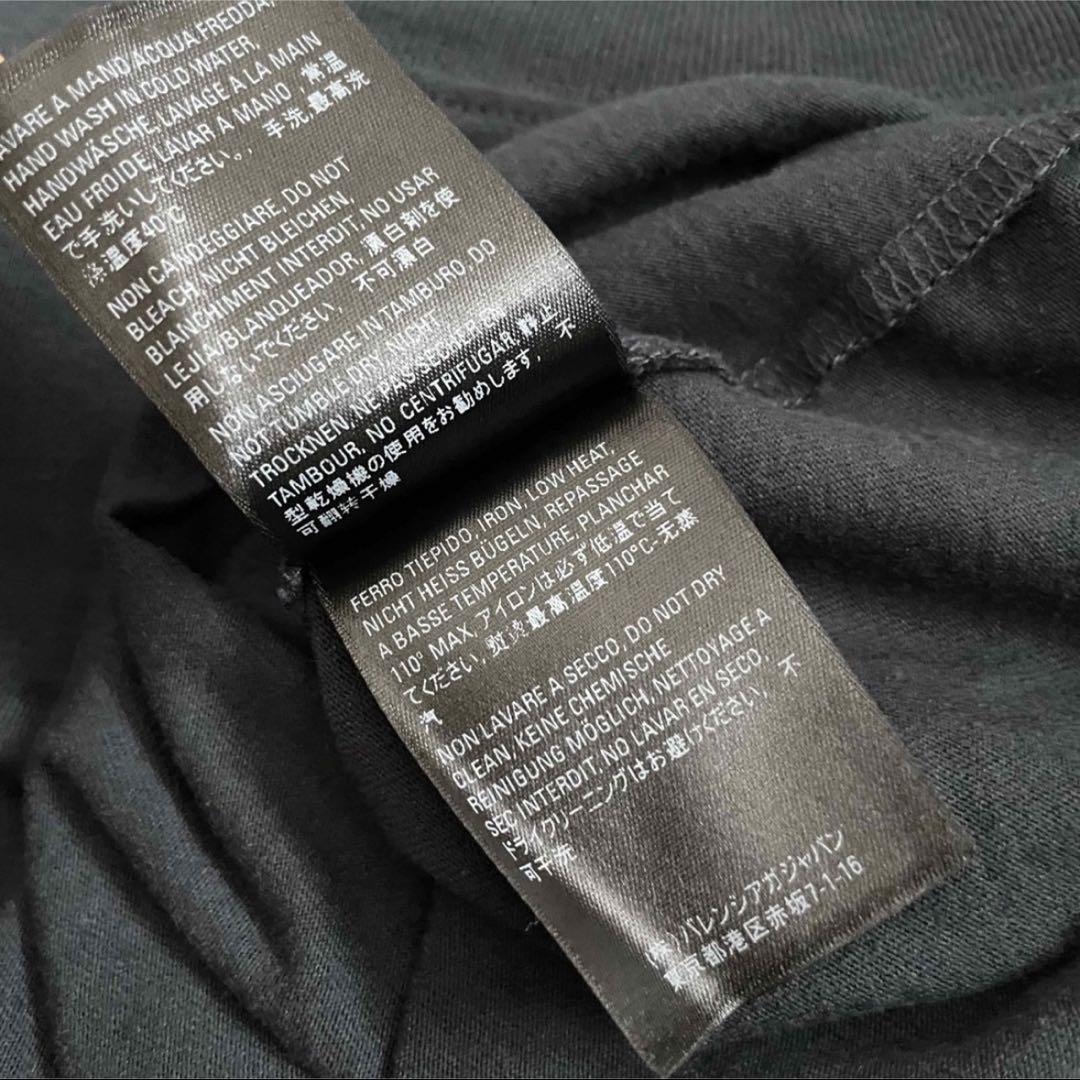 LAVARE A MANO/ACQUA FREDDA,
HAND WASH IN COLD WATER,
HANDWÄSCHE, LAVAGE A LA MAIN
EAU FROIDE, LAVAR A MANO, 常温
で手洗いしてください。, 手洗,最高洗
涤温度40℃
NON CANDEGGIARE, DO NOT
BLEACH, NICHT BLEICHEN,
BLANCHIMENT INTERDIT, NO USAR
LEJIA/BLANQUEADOR, 漂白剤を使
用しないでください, 不可漂白
NON ASCIUGARE IN TAMBURO, DO
NOT TUMBLE DRY, NICHT
TROCKNEN, NE PAS SECHER
TAMBOUR, NO CENTRIFUGAR, 静止
型乾燥機の使用をお勧めします, 不
可翻转干燥
FERRO TIEPIDO, IRON, LOW HEAT,
NICHT HEISS BÜGELN, REPASSAGE
A BASSE TEMPERATURE, PLANCHAR
110° MAX, アイロンは必ず低温で当て
てください, 熨烫最高温度110°C-无蒸
汽
NON LAVARE A SECCO, DO NOT DRY
CLEAN, KEINE CHEMISCHE
REINIGUNG MÖGLICH, NETTOYAGE A
SEC INTERDIT, NO LAVAR EN SECO,
ドライクリーニングはお避けください, 不
可干洗
バレンシアガジャパン
東京都港区赤坂7-1-16